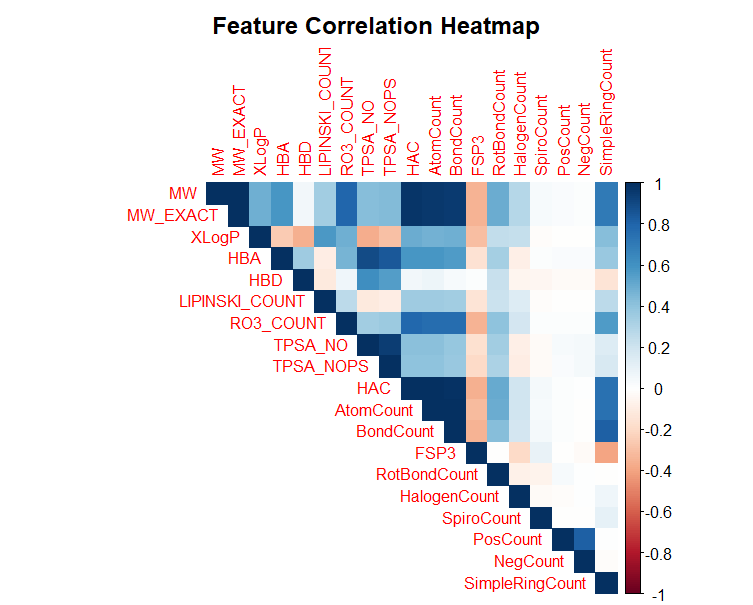 Feature Correlation Heatmap
MW
MW_EXACT
XLogP
HBA
HBD
LIPINSKI_COUNT
RO3_COUNT
TPSA_NO
TPSA_NOPS
HAC
AtomCount
BondCount
FSP3
RotBondCount
HalogenCount
SpiroCount
PosCount
NegCount
SimpleRingCount
MW
MW_EXACT
XLogP
HBA
HBD
LIPINSKI_COUNT
RO3_COUNT
TPSA_NO
TPSA_NOPS
HAC
AtomCount
BondCount
FSP3
RotBondCount
HalogenCount
SpiroCount
PosCount
NegCount
SimpleRingCount
1
0.8
0.6
0.4
0.2
0
-0.2
-0.4
-0.6
-0.8
-1